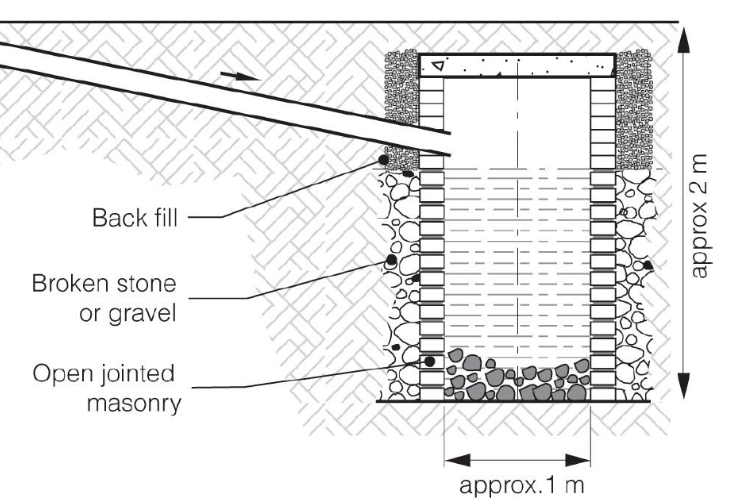 Back fill
Broken stone
or gravel
Open jointed
masonry
approx 2 m
approx.1 m